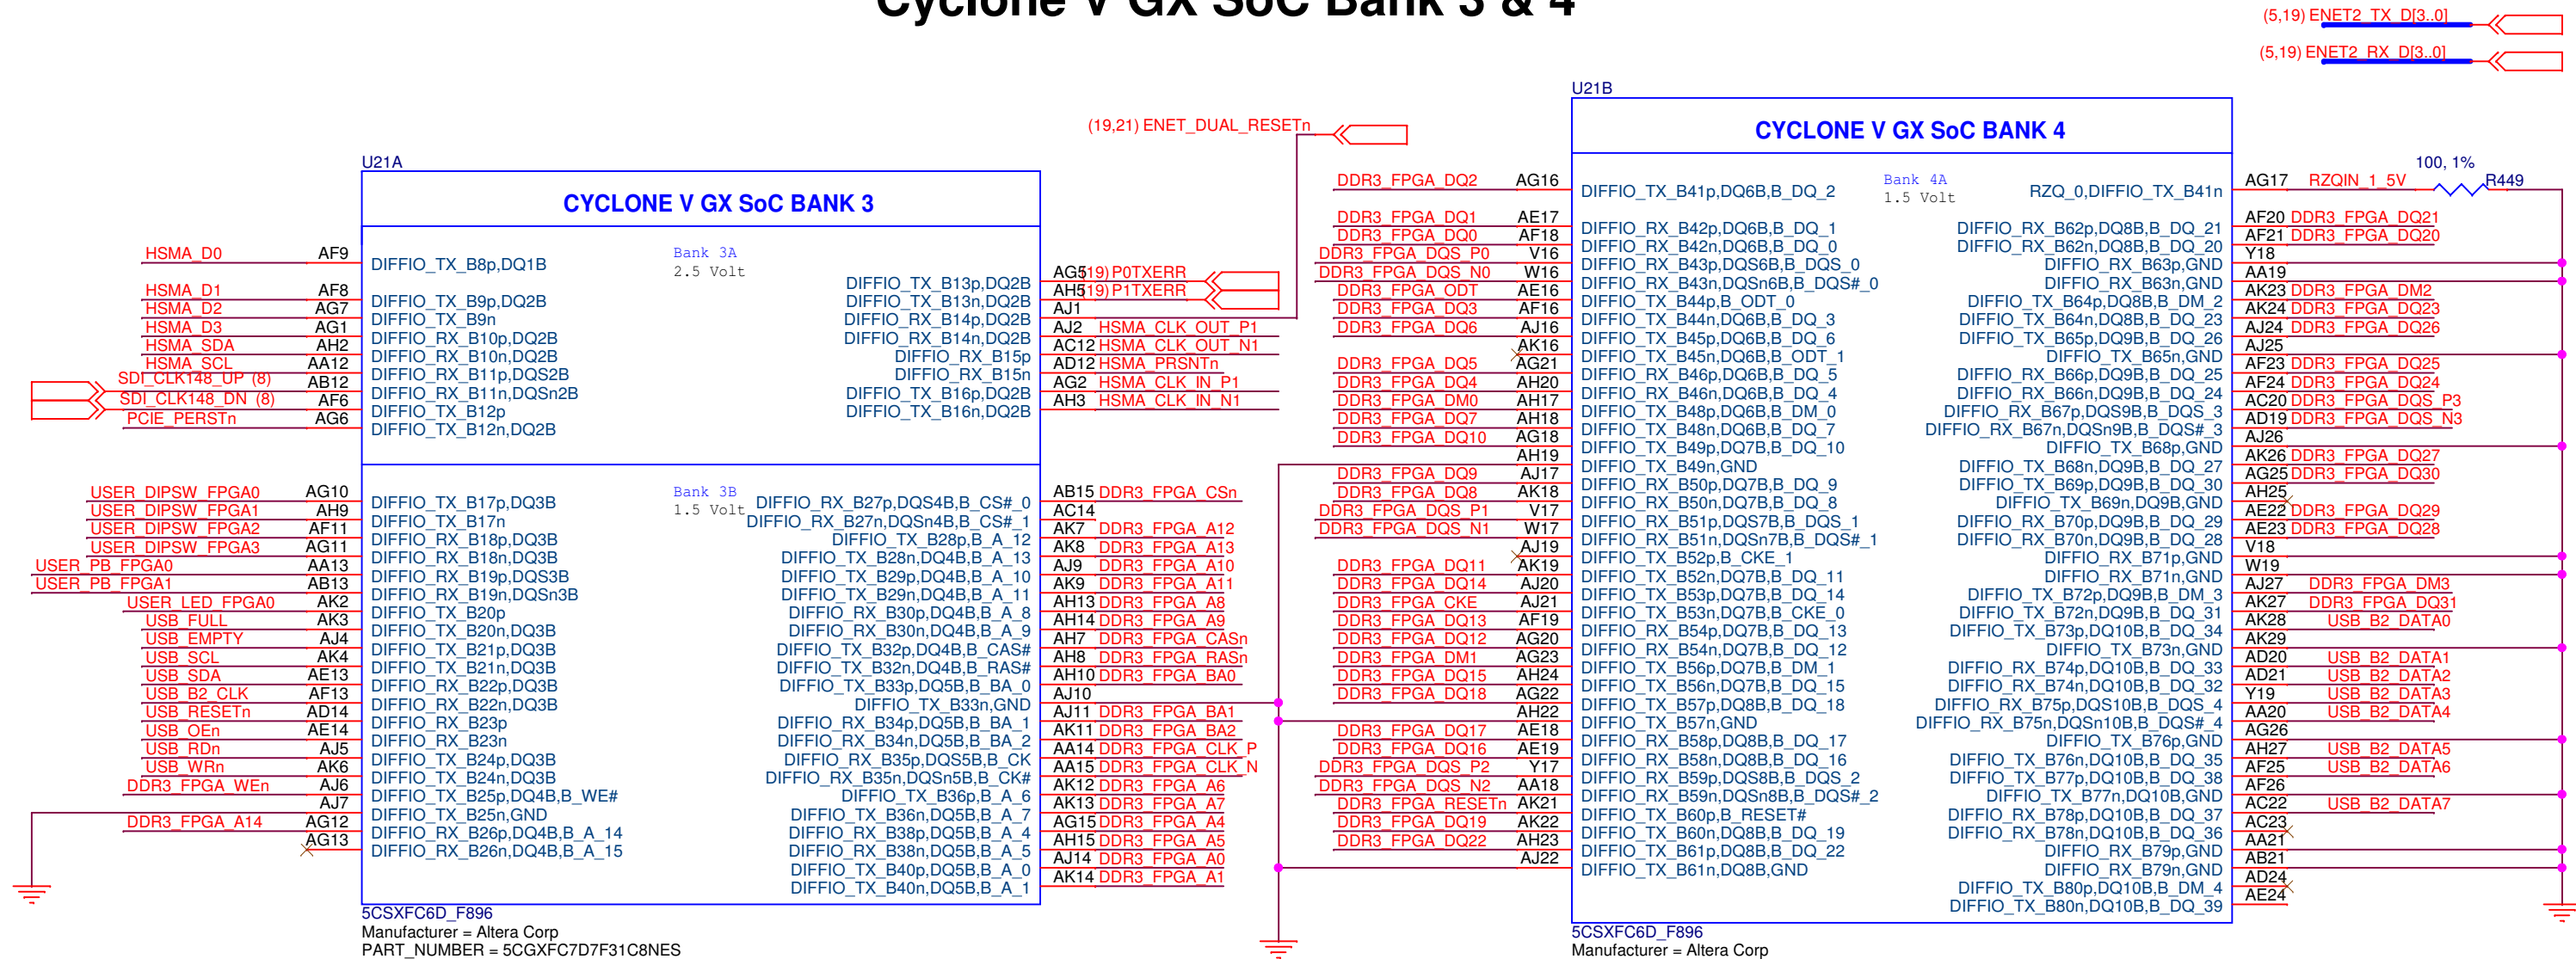 Cyclone V GX SoC Bank 3 & 4
(5,19) ENET2_TX_D[3..0]
(5,19) ENET2_RX_D[3..0]
(19,21) ENET_DUAL_RESETn
U21A
CYCLONE V GX SoC BANK 3
Bank 3A
2.5 Volt
HSMA_D0 AF9 DIFFIO_TX_B8p,DQ1B
HSMA_D1 AF8 DIFFIO_TX_B9p,DQ2B
HSMA_D2 AG7 DIFFIO_TX_B9n
HSMA_D3 AG1 DIFFIO_RX_B10p,DQ2B
HSMA_SDA AH2 DIFFIO_RX_B10n,DQ2B
HSMA_SCL AA12 DIFFIO_RX_B11p,DQS2B
SDI_CLK148_UP (8) AB12 DIFFIO_RX_B11n,DQSn2B
SDI_CLK148_DN (8) AF6 DIFFIO_TX_B12p
PCIE_PERSTn AG6 DIFFIO_TX_B12n,DQ2B
DIFFIO_TX_B13p,DQ2B AG5 (19) P0TXERR
DIFFIO_TX_B13n,DQ2B AH5 (19) P1TXERR
DIFFIO_RX_B14p,DQ2B AJ1
DIFFIO_RX_B14n,DQ2B AJ2 HSMA_CLK_OUT_P1
DIFFIO_RX_B15p AC12 HSMA_CLK_OUT_N1
DIFFIO_RX_B15n AD12 HSMA_PRSNTn
DIFFIO_TX_B16p,DQ2B AG2 HSMA_CLK_IN_P1
DIFFIO_TX_B16n,DQ2B AH3 HSMA_CLK_IN_N1
Bank 3B
1.5 Volt
USER_DIPSW_FPGA0 AG10 DIFFIO_TX_B17p,DQ3B
USER_DIPSW_FPGA1 AH9 DIFFIO_TX_B17n
USER_DIPSW_FPGA2 AF11 DIFFIO_RX_B18p,DQ3B
USER_DIPSW_FPGA3 AG11 DIFFIO_RX_B18n,DQ3B
USER_PB_FPGA0 AA13 DIFFIO_RX_B19p,DQS3B
USER_PB_FPGA1 AB13 DIFFIO_RX_B19n,DQSn3B
USER_LED_FPGA0 AK2 DIFFIO_TX_B20p
USB_FULL AK3 DIFFIO_TX_B20n,DQ3B
USB_EMPTY AJ4 DIFFIO_TX_B21p,DQ3B
USB_SCL AK4 DIFFIO_TX_B21n,DQ3B
USB_SDA AE13 DIFFIO_RX_B22p,DQ3B
USB_B2_CLK AF13 DIFFIO_RX_B22n,DQ3B
USB_RESETn AD14 DIFFIO_RX_B23p
USB_OEn AE14 DIFFIO_RX_B23n
USB_RDn AJ5 DIFFIO_TX_B24p,DQ3B
USB_WRn AK6 DIFFIO_TX_B24n,DQ3B
DDR3_FPGA_WEn AJ6 DIFFIO_TX_B25p,DQ4B,B_WE#
AJ7 DIFFIO_TX_B25n,GND
DDR3_FPGA_A14 AG12 DIFFIO_RX_B26p,DQ4B,B_A_14
AG13 DIFFIO_RX_B26n,DQ4B,B_A_15
DIFFIO_RX_B27p,DQS4B,B_CS#_0 AB15 DDR3_FPGA_CSn
DIFFIO_RX_B27n,DQSn4B,B_CS#_1 AC14
DIFFIO_TX_B28p,B_A_12 AK7 DDR3_FPGA_A12
DIFFIO_TX_B28n,DQ4B,B_A_13 AK8 DDR3_FPGA_A13
DIFFIO_TX_B29p,DQ4B,B_A_10 AJ9 DDR3_FPGA_A10
DIFFIO_TX_B29n,DQ4B,B_A_11 AK9 DDR3_FPGA_A11
DIFFIO_RX_B30p,DQ4B,B_A_8 AH13 DDR3_FPGA_A8
DIFFIO_RX_B30n,DQ4B,B_A_9 AH14 DDR3_FPGA_A9
DIFFIO_TX_B32p,DQ4B,B_CAS# AH7 DDR3_FPGA_CASn
DIFFIO_TX_B32n,DQ4B,B_RAS# AH8 DDR3_FPGA_RASn
DIFFIO_TX_B33p,DQ5B,B_BA_0 AH10 DDR3_FPGA_BA0
DIFFIO_TX_B33n,GND AJ10
DIFFIO_RX_B34p,DQ5B,B_BA_1 AJ11 DDR3_FPGA_BA1
DIFFIO_RX_B34n,DQ5B,B_BA_2 AK11 DDR3_FPGA_BA2
DIFFIO_RX_B35p,DQS5B,B_CK AA14 DDR3_FPGA_CLK_P
DIFFIO_RX_B35n,DQSn5B,B_CK# AA15 DDR3_FPGA_CLK_N
DIFFIO_TX_B36p,B_A_6 AK12 DDR3_FPGA_A6
DIFFIO_TX_B36n,DQ5B,B_A_7 AK13 DDR3_FPGA_A7
DIFFIO_RX_B38p,DQ5B,B_A_4 AG15 DDR3_FPGA_A4
DIFFIO_RX_B38n,DQ5B,B_A_5 AH15 DDR3_FPGA_A5
DIFFIO_TX_B40p,DQ5B,B_A_0 AJ14 DDR3_FPGA_A0
DIFFIO_TX_B40n,DQ5B,B_A_1 AK14 DDR3_FPGA_A1
5CSXFC6D_F896
Manufacturer = Altera Corp
PART_NUMBER = 5CGXFC7D7F31C8NES
U21B
CYCLONE V GX SoC BANK 4
Bank 4A
1.5 Volt
DDR3_FPGA_DQ2 AG16 DIFFIO_TX_B41p,DQ6B,B_DQ_2
DDR3_FPGA_DQ1 AE17 DIFFIO_RX_B42p,DQ6B,B_DQ_1
DDR3_FPGA_DQ0 AF18 DIFFIO_RX_B42n,DQ6B,B_DQ_0
DDR3_FPGA_DQS_P0 V16 DIFFIO_RX_B43p,DQS6B,B_DQS_0
DDR3_FPGA_DQS_N0 W16 DIFFIO_RX_B43n,DQSn6B,B_DQS#_0
DDR3_FPGA_ODT AE16 DIFFIO_TX_B44p,B_ODT_0
DDR3_FPGA_DQ3 AF16 DIFFIO_TX_B44n,DQ6B,B_DQ_3
DDR3_FPGA_DQ6 AJ16 DIFFIO_TX_B45p,DQ6B,B_DQ_6
AK16 DIFFIO_TX_B45n,DQ6B,B_ODT_1
DDR3_FPGA_DQ5 AG21 DIFFIO_RX_B46p,DQ6B,B_DQ_5
DDR3_FPGA_DQ4 AH20 DIFFIO_RX_B46n,DQ6B,B_DQ_4
DDR3_FPGA_DM0 AH17 DIFFIO_TX_B48p,DQ6B,B_DM_0
DDR3_FPGA_DQ7 AH18 DIFFIO_TX_B48n,DQ6B,B_DQ_7
DDR3_FPGA_DQ10 AG18 DIFFIO_TX_B49p,DQ7B,B_DQ_10
AH19 DIFFIO_TX_B49n,GND
DDR3_FPGA_DQ9 AJ17 DIFFIO_RX_B50p,DQ7B,B_DQ_9
DDR3_FPGA_DQ8 AK18 DIFFIO_RX_B50n,DQ7B,B_DQ_8
DDR3_FPGA_DQS_P1 V17 DIFFIO_RX_B51p,DQS7B,B_DQS_1
DDR3_FPGA_DQS_N1 W17 DIFFIO_RX_B51n,DQSn7B,B_DQS#_1
AJ19 DIFFIO_TX_B52p,B_CKE_1
DDR3_FPGA_DQ11 AK19 DIFFIO_TX_B52n,DQ7B,B_DQ_11
DDR3_FPGA_DQ14 AJ20 DIFFIO_TX_B53p,DQ7B,B_DQ_14
DDR3_FPGA_CKE AJ21 DIFFIO_TX_B53n,DQ7B,B_CKE_0
DDR3_FPGA_DQ13 AF19 DIFFIO_RX_B54p,DQ7B,B_DQ_13
DDR3_FPGA_DQ12 AG20 DIFFIO_RX_B54n,DQ7B,B_DQ_12
DDR3_FPGA_DM1 AG23 DIFFIO_TX_B56p,DQ7B,B_DM_1
DDR3_FPGA_DQ15 AH24 DIFFIO_TX_B56n,DQ7B,B_DQ_15
DDR3_FPGA_DQ18 AG22 DIFFIO_TX_B57p,DQ8B,B_DQ_18
AH22 DIFFIO_TX_B57n,GND
DDR3_FPGA_DQ17 AE18 DIFFIO_RX_B58p,DQ8B,B_DQ_17
DDR3_FPGA_DQ16 AE19 DIFFIO_RX_B58n,DQ8B,B_DQ_16
DDR3_FPGA_DQS_P2 Y17 DIFFIO_RX_B59p,DQS8B,B_DQS_2
DDR3_FPGA_DQS_N2 AA18 DIFFIO_RX_B59n,DQSn8B,B_DQS#_2
DDR3_FPGA_RESETn AK21 DIFFIO_TX_B60p,B_RESET#
DDR3_FPGA_DQ19 AK22 DIFFIO_TX_B60n,DQ8B,B_DQ_19
DDR3_FPGA_DQ22 AH23 DIFFIO_TX_B61p,DQ8B,B_DQ_22
AJ22 DIFFIO_TX_B61n,DQ8B,GND
100, 1%
RZQ_0,DIFFIO_TX_B41n AG17 RZQIN_1_5V R449
DIFFIO_RX_B62p,DQ8B,B_DQ_21 AF20 DDR3_FPGA_DQ21
DIFFIO_RX_B62n,DQ8B,B_DQ_20 AF21 DDR3_FPGA_DQ20
DIFFIO_RX_B63p,GND Y18
DIFFIO_RX_B63n,GND AA19
DIFFIO_TX_B64p,DQ8B,B_DM_2 AK23 DDR3_FPGA_DM2
DIFFIO_TX_B64n,DQ8B,B_DQ_23 AK24 DDR3_FPGA_DQ23
DIFFIO_TX_B65p,DQ9B,B_DQ_26 AJ24 DDR3_FPGA_DQ26
DIFFIO_TX_B65n,GND AJ25
DIFFIO_RX_B66p,DQ9B,B_DQ_25 AF23 DDR3_FPGA_DQ25
DIFFIO_RX_B66n,DQ9B,B_DQ_24 AF24 DDR3_FPGA_DQ24
DIFFIO_RX_B67p,DQS9B,B_DQS_3 AC20 DDR3_FPGA_DQS_P3
DIFFIO_RX_B67n,DQSn9B,B_DQS#_3 AD19 DDR3_FPGA_DQS_N3
DIFFIO_TX_B68p,GND AJ26
DIFFIO_TX_B68n,DQ9B,B_DQ_27 AK26 DDR3_FPGA_DQ27
DIFFIO_TX_B69p,DQ9B,B_DQ_30 AG25 DDR3_FPGA_DQ30
DIFFIO_TX_B69n,DQ9B,GND AH25
DIFFIO_RX_B70p,DQ9B,B_DQ_29 AE22 DDR3_FPGA_DQ29
DIFFIO_RX_B70n,DQ9B,B_DQ_28 AE23 DDR3_FPGA_DQ28
DIFFIO_RX_B71p,GND V18
DIFFIO_RX_B71n,GND W19
DIFFIO_TX_B72p,DQ9B,B_DM_3 AJ27 DDR3_FPGA_DM3
DIFFIO_TX_B72n,DQ9B,B_DQ_31 AK27 DDR3_FPGA_DQ31
DIFFIO_TX_B73p,DQ10B,B_DQ_34 AK28 USB_B2_DATA0
DIFFIO_TX_B73n,GND AK29
DIFFIO_RX_B74p,DQ10B,B_DQ_33 AD20 USB_B2_DATA1
DIFFIO_RX_B74n,DQ10B,B_DQ_32 AD21 USB_B2_DATA2
DIFFIO_RX_B75p,DQS10B,B_DQS_4 Y19 USB_B2_DATA3
DIFFIO_RX_B75n,DQSn10B,B_DQS#_4 AA20 USB_B2_DATA4
DIFFIO_TX_B76p,GND AG26
DIFFIO_TX_B76n,DQ10B,B_DQ_35 AH27 USB_B2_DATA5
DIFFIO_TX_B77p,DQ10B,B_DQ_38 AF25 USB_B2_DATA6
DIFFIO_TX_B77n,DQ10B,GND AF26
DIFFIO_RX_B78p,DQ10B,B_DQ_37 AC22 USB_B2_DATA7
DIFFIO_RX_B78n,DQ10B,B_DQ_36 AC23
DIFFIO_RX_B79p,GND AA21
DIFFIO_RX_B79n,GND AB21
DIFFIO_TX_B80p,DQ10B,B_DM_4 AD24
DIFFIO_TX_B80n,DQ10B,B_DQ_39 AE24
5CSXFC6D_F896
Manufacturer = Altera Corp